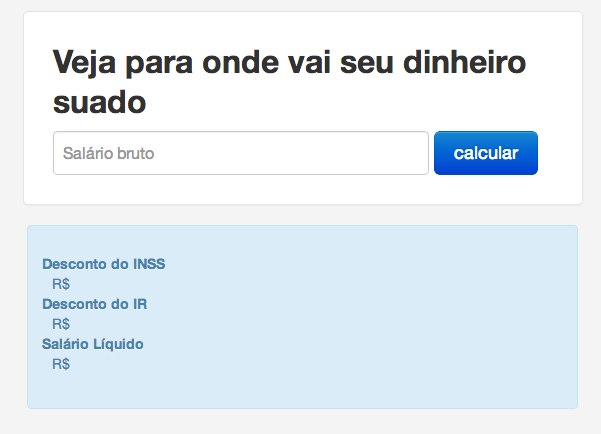 Veja para onde vai seu dinheiro
suado
Salário bruto
calcular
Desconto do INSS
R$
Desconto do IR
R$
Salário Líquido
R$